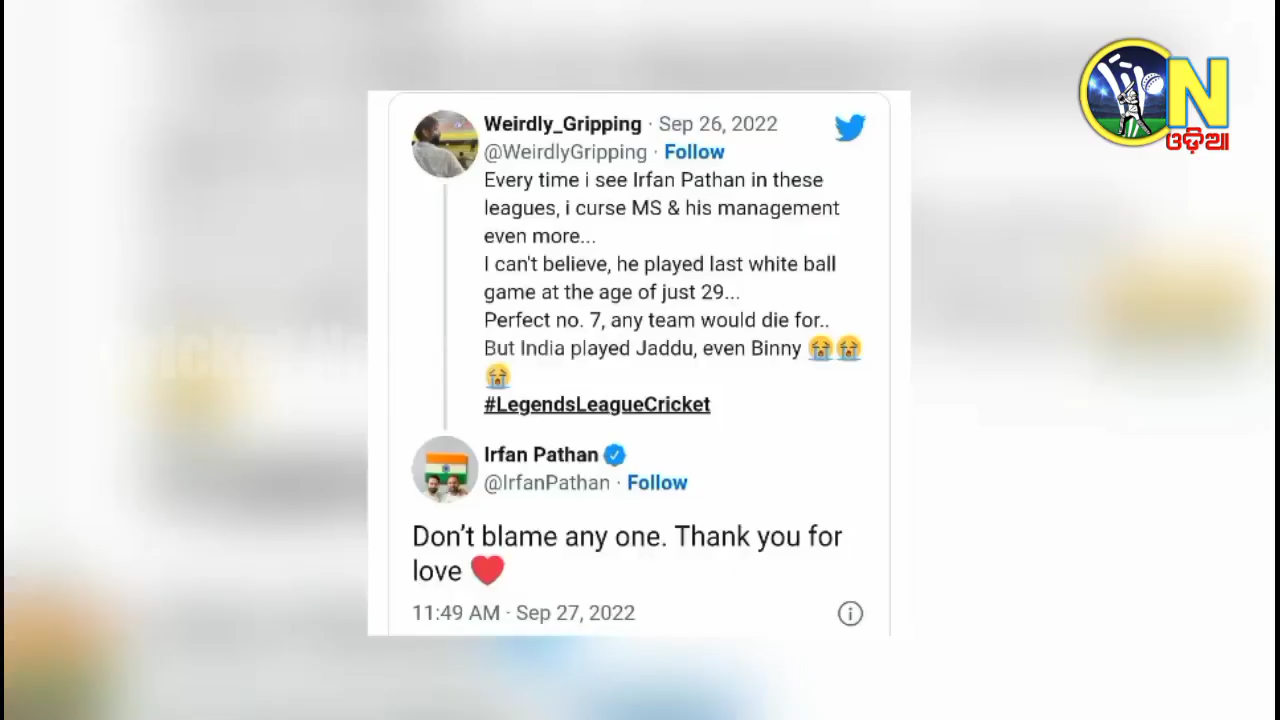 Weirdly_Gripping · Sep 26, 2022
@WeirdlyGripping · Follow
Every time i see Irfan Pathan in these
leagues, i curse MS & his management
even more...
I can't believe, he played last white ball
game at the age of just 29...
Perfect no. 7, any team would die for..
But India played Jaddu, even Binny 😭😭
😭
#LegendsLeagueCricket
Irfan Pathan
@IrfanPathan · Follow
Don’t blame any one. Thank you for
love ❤️
11:49 AM · Sep 27, 2022
N
ଓଡ଼ିଆ